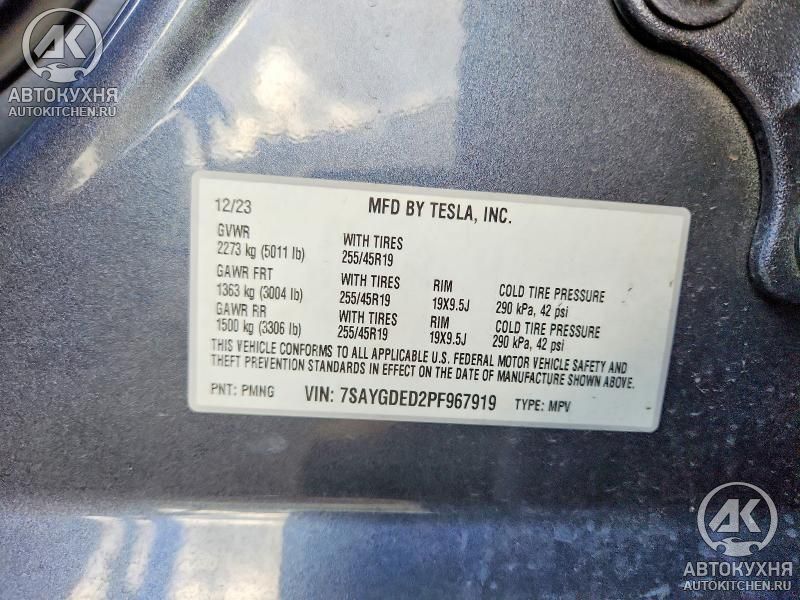 AK
АВТОКУХНЯ
AUTOKITCHEN.RU
12/23 MFD BY TESLA, INC.
GVWR
2273 kg (5011 lb) WITH TIRES 255/45R19
GAWR FRT
1363 kg (3004 lb) WITH TIRES 255/45R19 RIM 19X9.5J COLD TIRE PRESSURE 290 kPa, 42 psi
GAWR RR
1500 kg (3306 lb) WITH TIRES 255/45R19 RIM 19X9.5J COLD TIRE PRESSURE 290 kPa, 42 psi
THIS VEHICLE CONFORMS TO ALL APPLICABLE U.S. FEDERAL MOTOR VEHICLE SAFETY AND
THEFT PREVENTION STANDARDS IN EFFECT ON THE DATE OF MANUFACTURE SHOWN ABOVE.
PNT: PMNG VIN: 7SAYGDED2PF967919 TYPE: MPV
AK
АВТОКУХНЯ
AUTOKITCHEN.RU